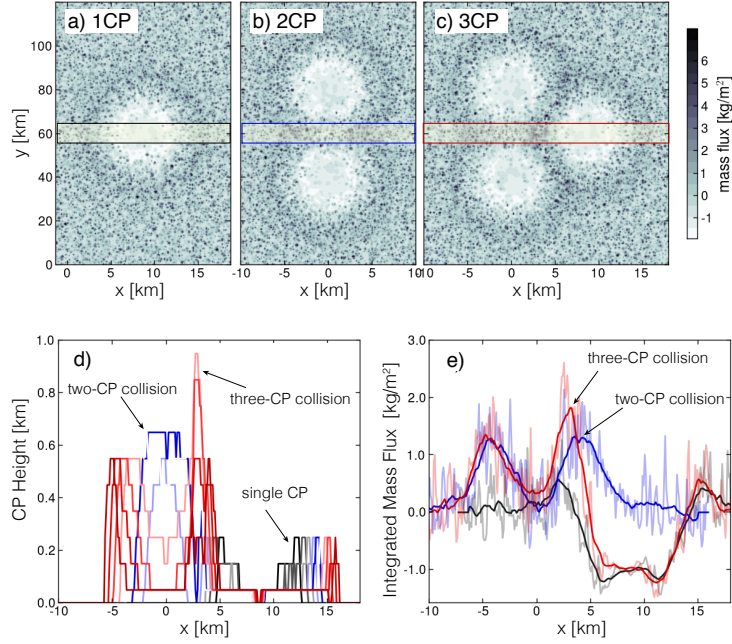 a) 1CP
b) 2CP
c) 3CP
120
100
80
60
40
20
0
y [km]
0 5 10 15
x [km]
-10 -5 0 5 10
x [km]
-10 -5 0 5 10 15
x [km]
6
5
4
3
2
1
0
-1
mass flux [kg/m²]
d)
1.0
0.8
0.6
0.4
0.2
0.0
CP Height [km]
two-CP collision
three-CP collision
single CP
-10 -5 0 5 10 15
x [km]
e)
3.0
2.0
1.0
0.0
-1.0
Integrated Mass Flux [kg/m²]
three-CP collision
two-CP collision
-10 -5 0 5 10 15
x [km]